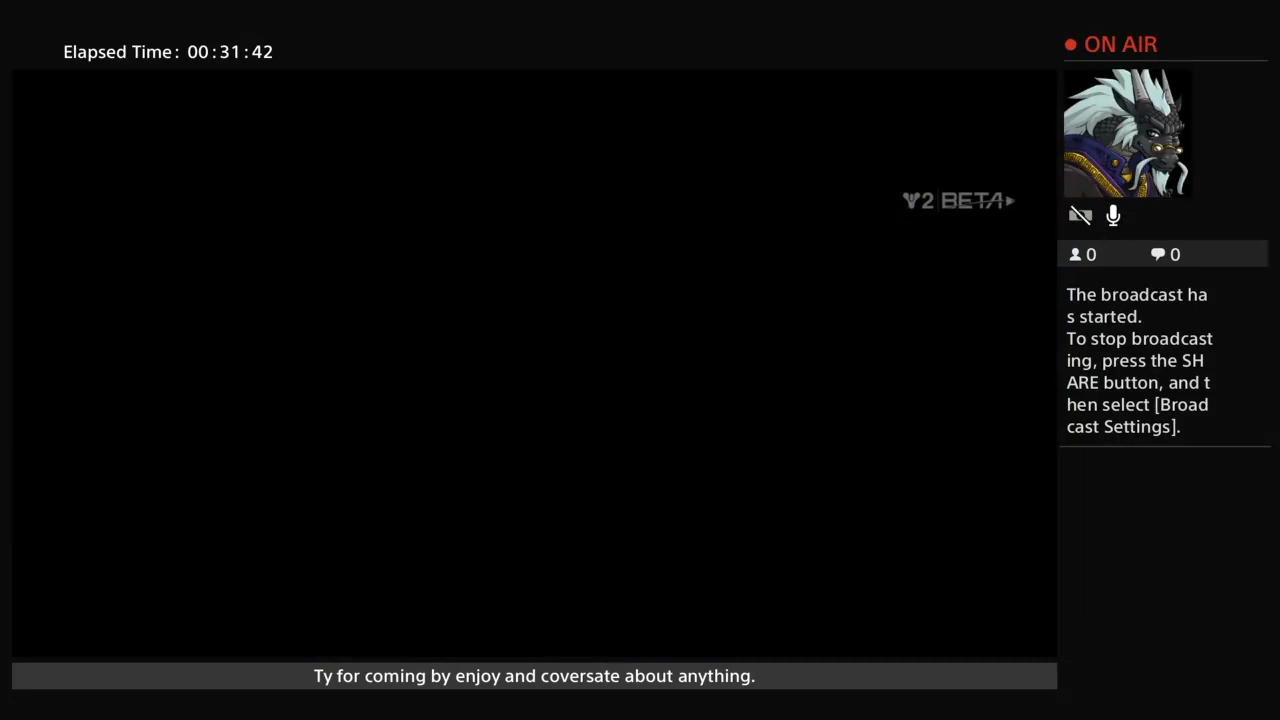 Elapsed Time: 00:31:42
ON AIR
2 BETA
0 0
The broadcast ha
s started.
To stop broadcast
ing, press the SH
ARE button, and t
hen select [Broad
cast Settings].
Ty for coming by enjoy and coversate about anything.